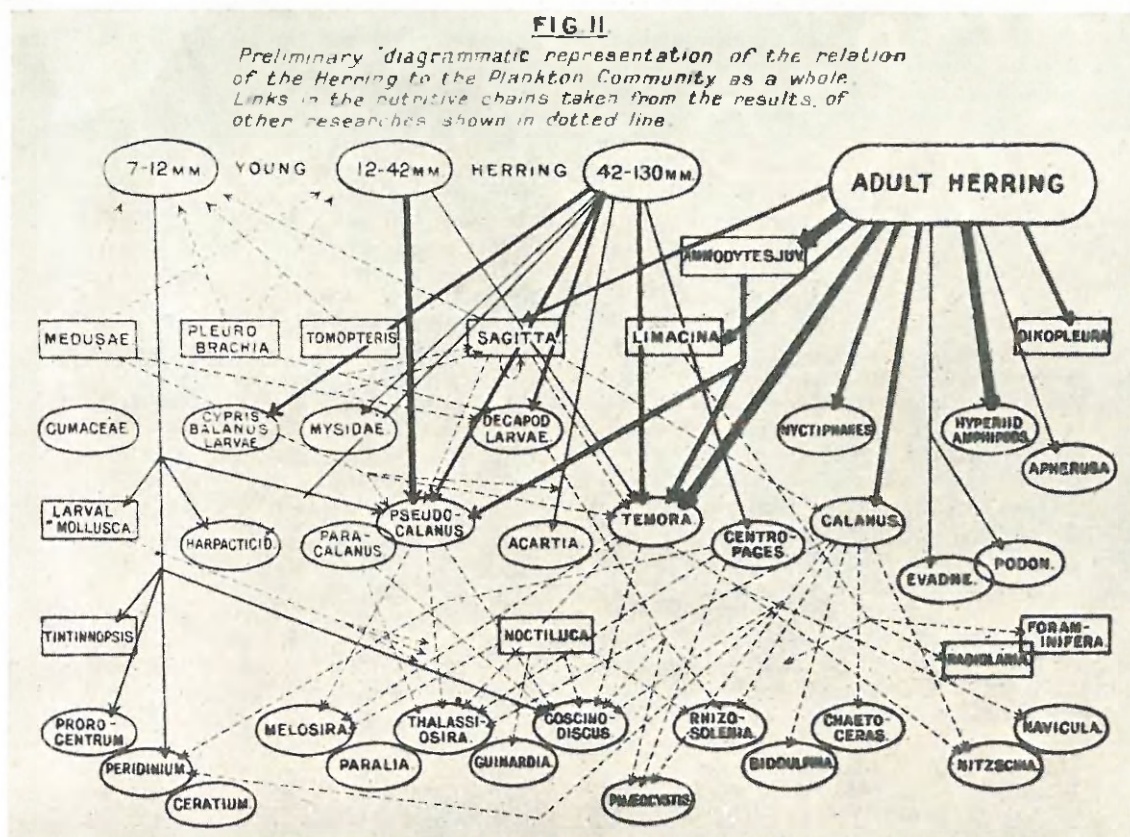 FIG. 11.
Preliminary diagrammatic representation of the relation
of the Herring to the Plankton Community as a whole.
Links in the nutritive chains taken from the results of
other researches shown in dotted line.
7-12 MM. YOUNG 12-42 MM HERRING 42-130 MM. ADULT HERRING
AMMODYTES JUV.
MEDUSAE. PLEURO TOMOPTERIS SAGITTA. LIMACINA OIKOPLEURA
BRACHIA
CUMACEAE. CYPRIS MYSIDAE. DECAPOD NYCTIPHANES HYPERIID
BALANUS LARVAE. AMPHIPODS.
LARVAE. APHERUSA
LARVAL PSEUDO- TEMORA. CALANUS.
MOLLUSCA. HARPACTICID. PARA- CALANUS ACARTIA. CENTRO-
CALANUS. PAGES. EVADNE. PODON.
TINTINNOPSIS NOCTILUCA FORAM-
INIFERA.
RADIOLARIA.
PRORO- MELOSIRA. THALASSI- COSCINO- RHIZO- CHAETO- NAVICULA.
CENTRUM OSIRA. DISCUS SOLENIA. CERAS.
PERIDINIUM. PARALIA. GUINARDIA. BIDDULPHIA. NITZSCHIA.
CERATIUM. PHÆOCYSTIS